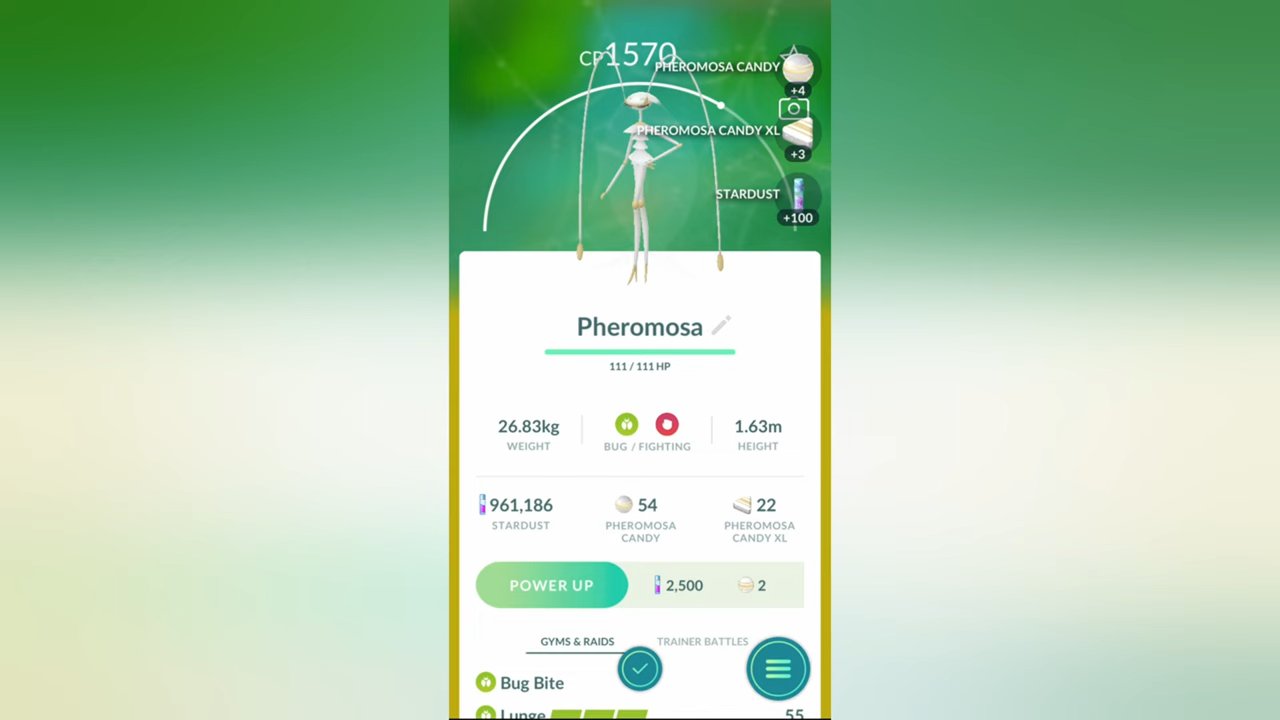 CP1570
PHEROMOSA CANDY
+4
PHEROMOSA CANDY XL
+3
STARDUST
+100
Pheromosa
111 / 111 HP
26.83kg
WEIGHT
BUG / FIGHTING
1.63m
HEIGHT
961,186
STARDUST
54
PHEROMOSA
CANDY
22
PHEROMOSA
CANDY XL
POWER UP
2,500
2
GYMS & RAIDS
TRAINER BATTLES
Bug Bite
Lunge
55